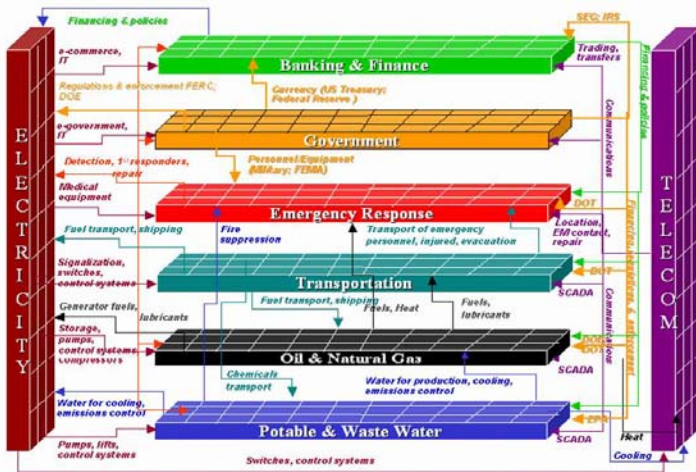 Financing & policies
SEC; IRS
e-commerce,
IT
Trading,
transfers
Banking & Finance
Regulations & enforcement FERC;
DOE
Currency (US Treasury;
Federal Reserve )
Financing & policies
e-government,
IT
Government
Communications
Detection, 1st responders,
repair
Personnel/Equipment
(Military; FEMA)
Medical
equipment
Emergency Response
DOT
Fuel transport, shipping
Fire
suppression
Transport of emergency
personnel, injured, evacuation
Location,
EM contact,
repair
DOT
Signalization,
switches,
control systems
Transportation
SCADA
Fuel transport, shipping
Generator fuels,
lubricants
Fuels, Heat
Fuels,
lubricants
Communications
Storage,
pumps,
control systems,
compressors
Oil & Natural Gas
DOE
DOT
SCADA
Chemicals
transport
Water for production, cooling,
emissions control
Water for cooling,
emissions control
EPA
Heat
Potable & Waste Water
Pumps, lifts, control
systems
SCADA
Cooling
Switches, control systems
ELECTRICITY
TELECOM